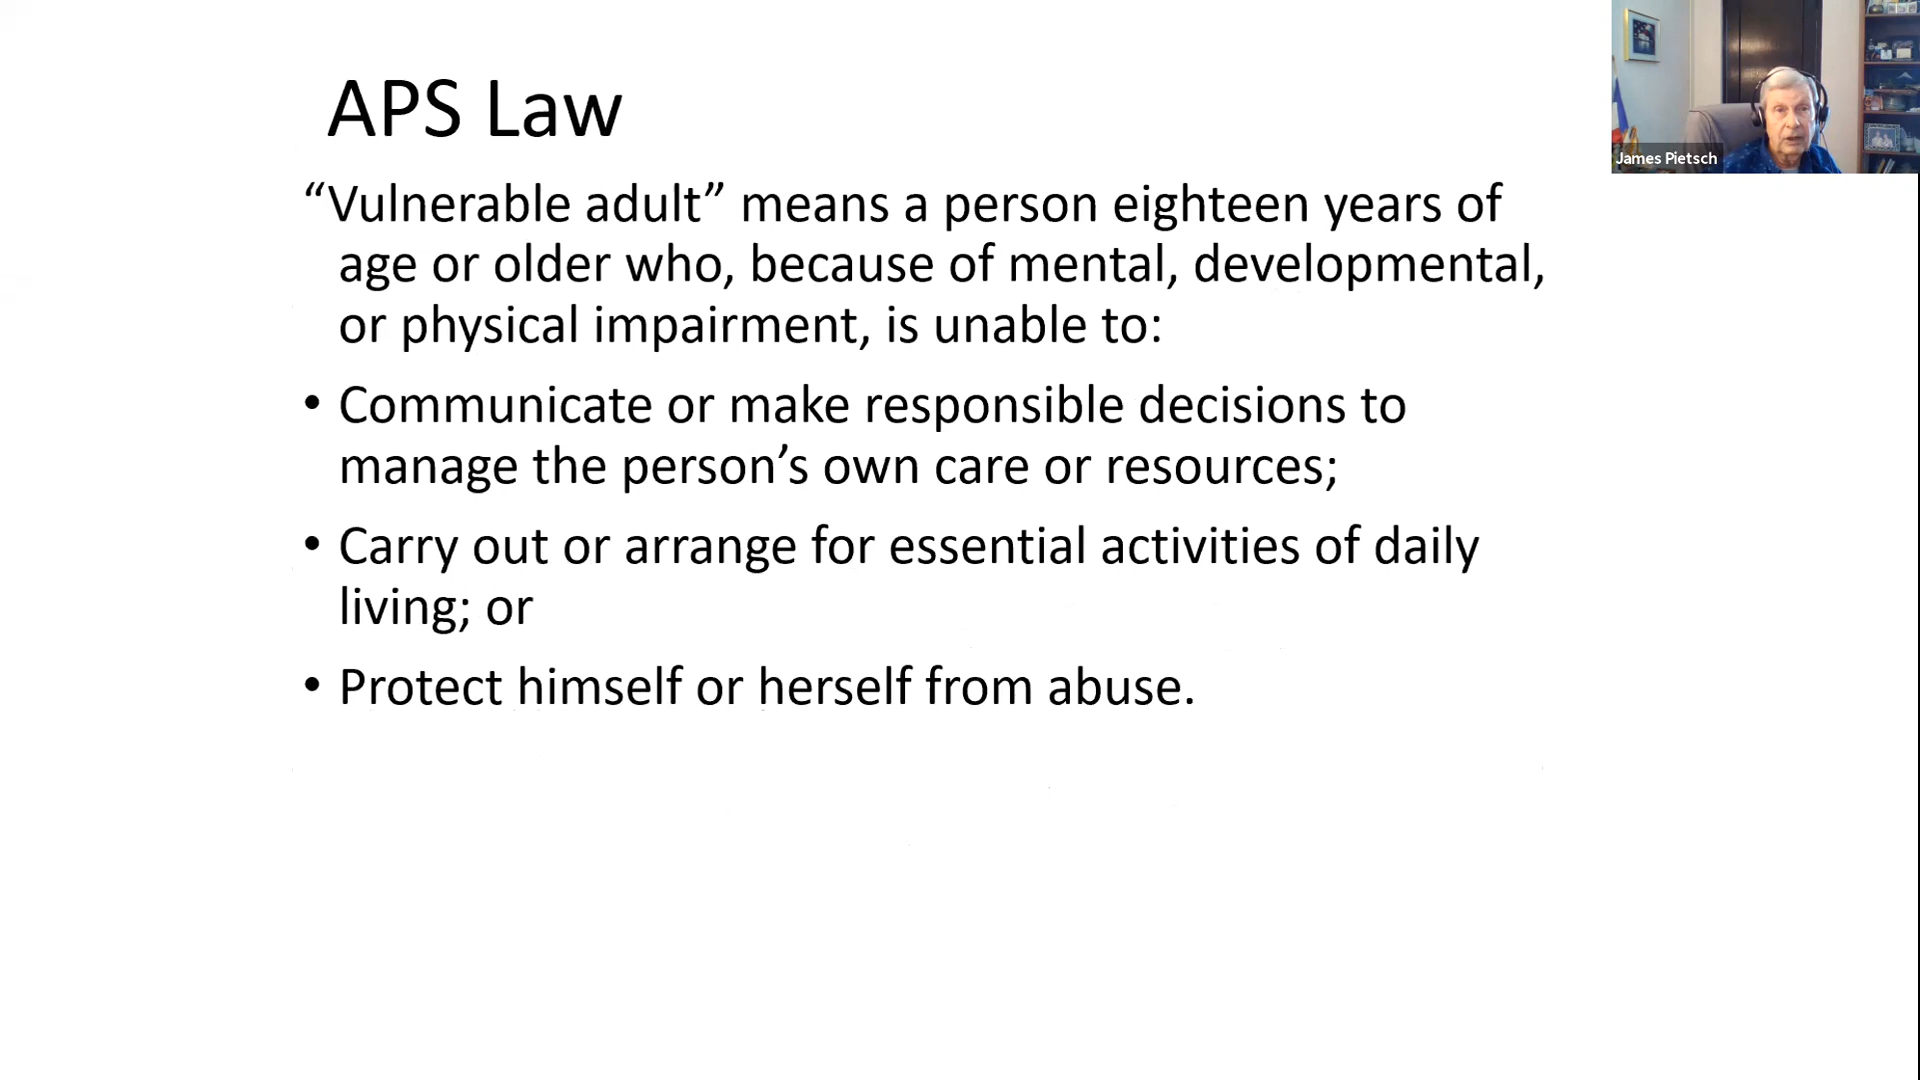 APS Law
James Pietsch
“Vulnerable adult” means a person eighteen years of
age or older who, because of mental, developmental,
or physical impairment, is unable to:
• Communicate or make responsible decisions to
manage the person’s own care or resources;
• Carry out or arrange for essential activities of daily
living; or
• Protect himself or herself from abuse.